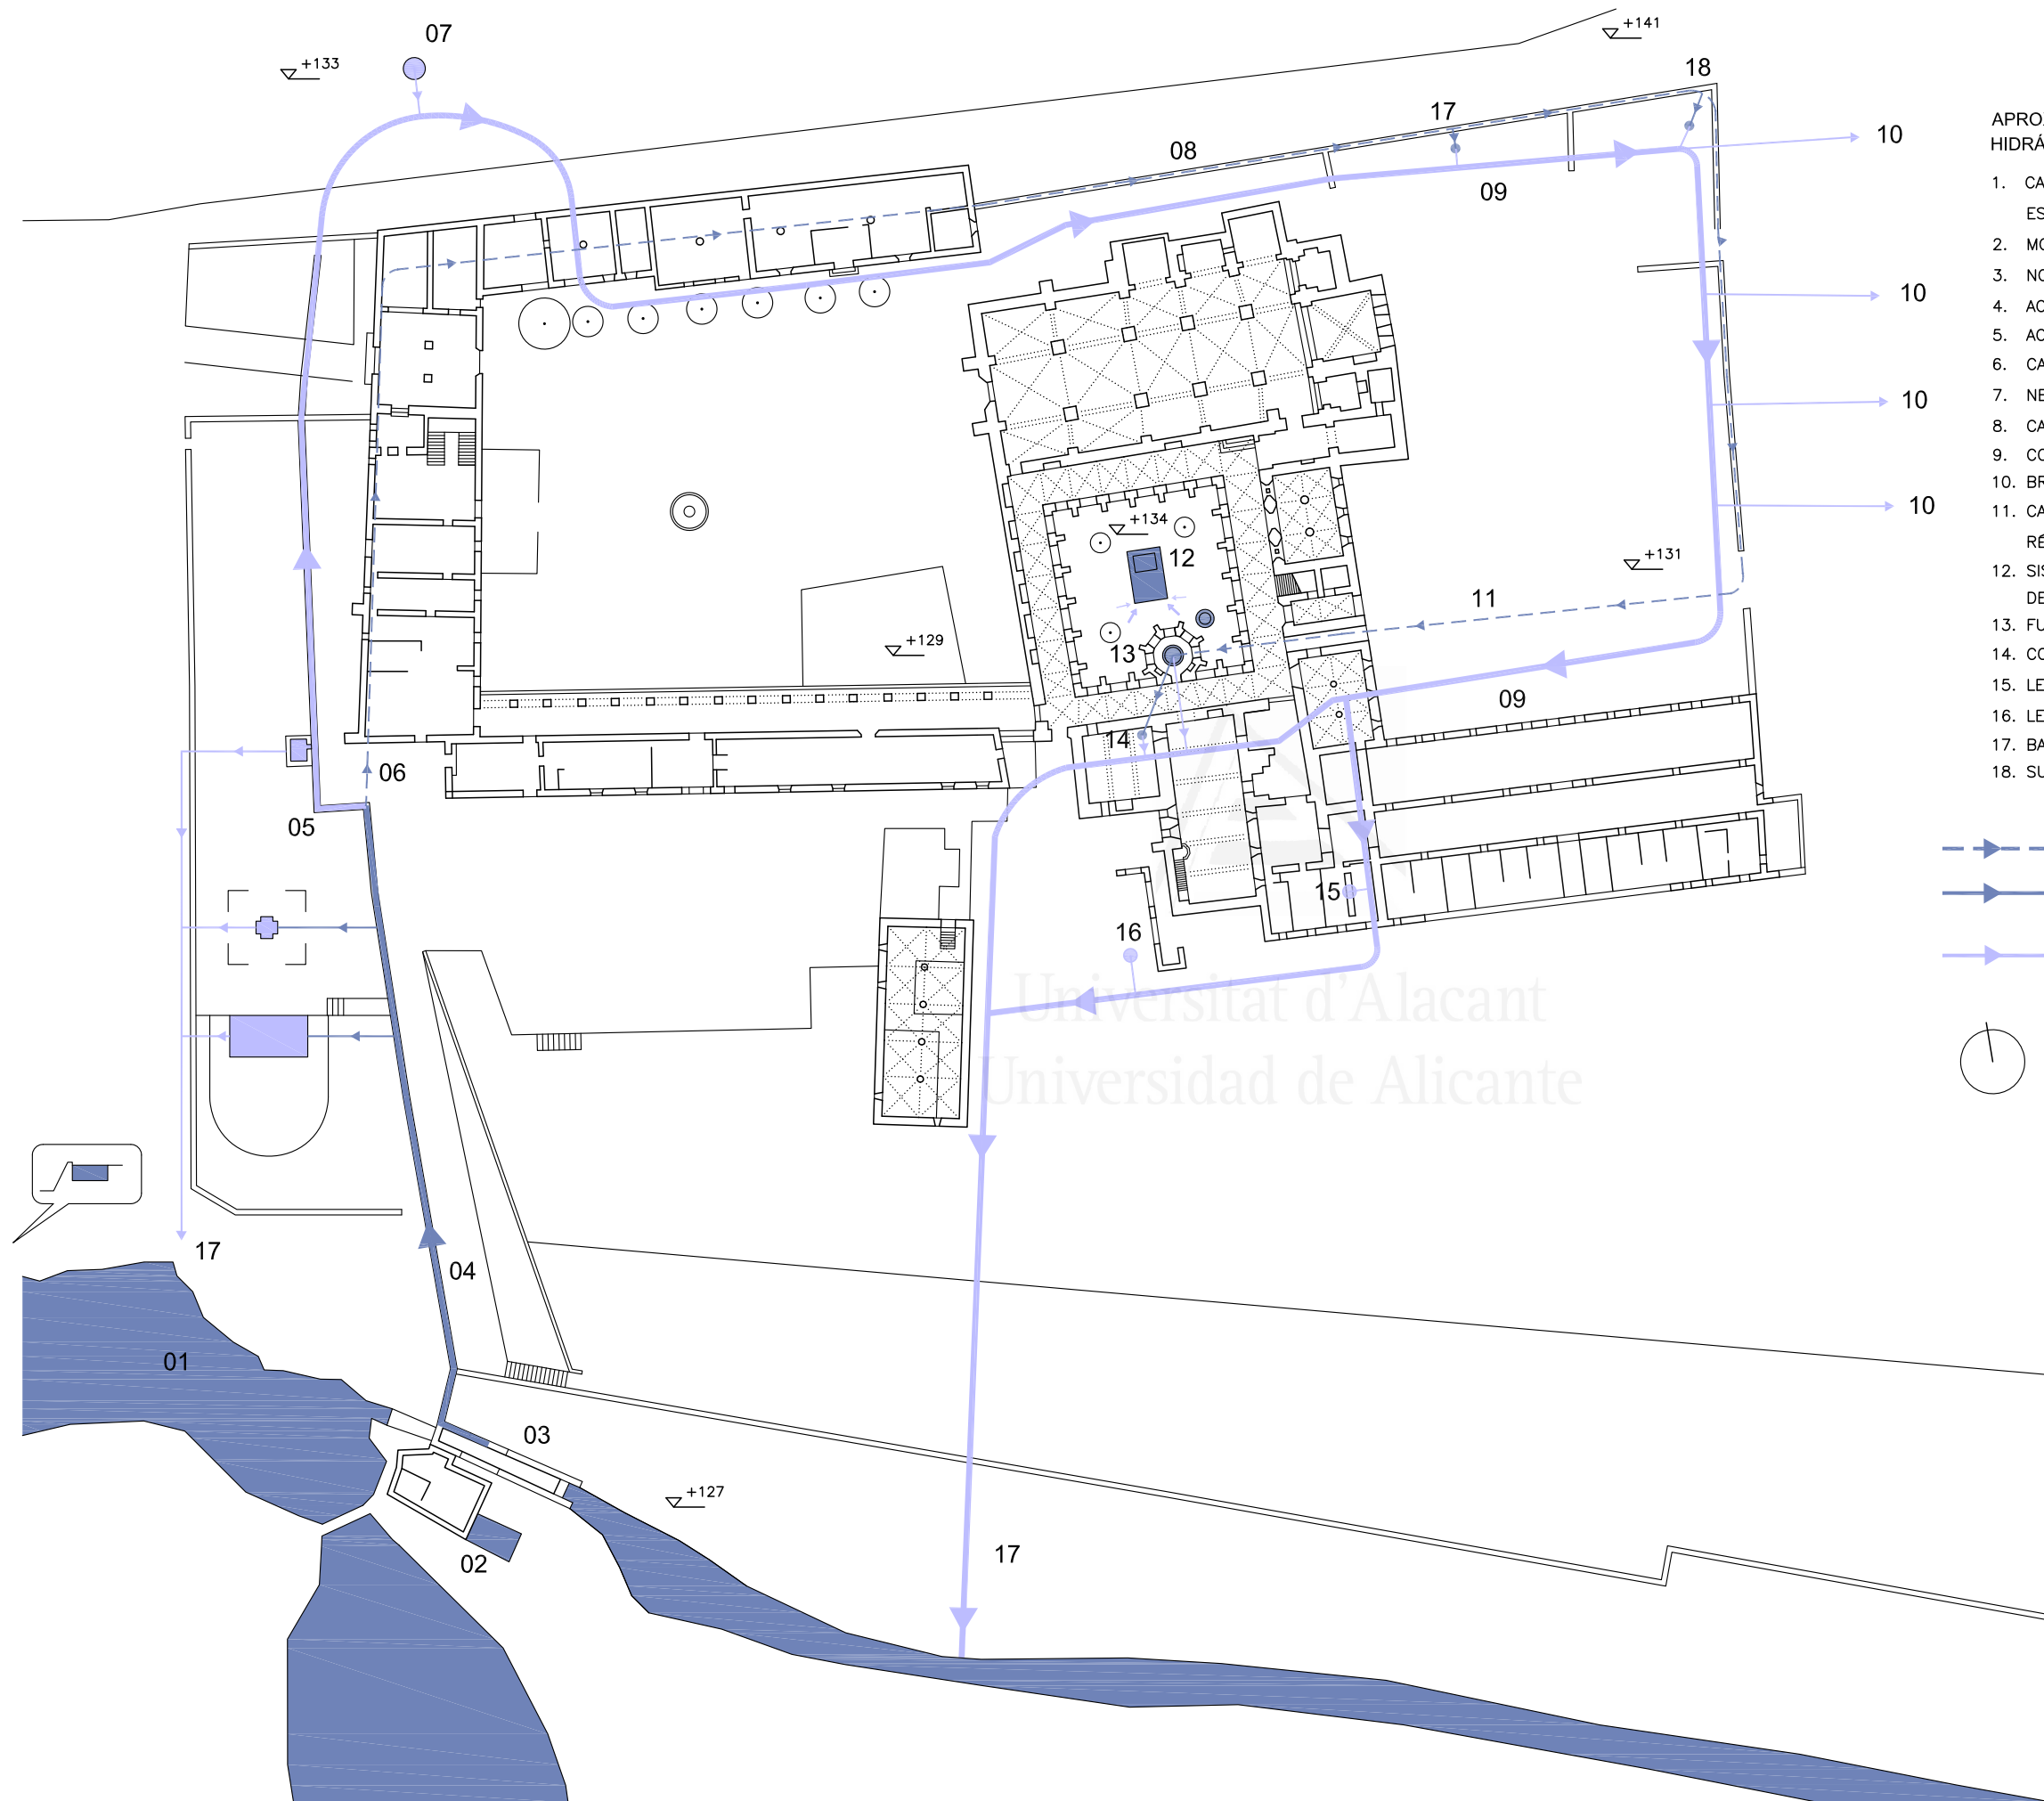 07
+133
+141
18
17
08
10
09
APRO
HIDRÁ
1. CA
ES
2. MO
3. NO
4. AC
5. AC
6. CA
7. NE
8. CA
9. CO
10. BR
11. CA
RÉ
12. SIS
DE
13. FU
14. CO
15. LE
16. LE
17. BA
18. SU
10
10
10
+134
12
+131
11
13
+129
09
14
06
05
15
16
Universitat d'Alacant
Universidad de Alicante
17
04
01
03
+127
02
17